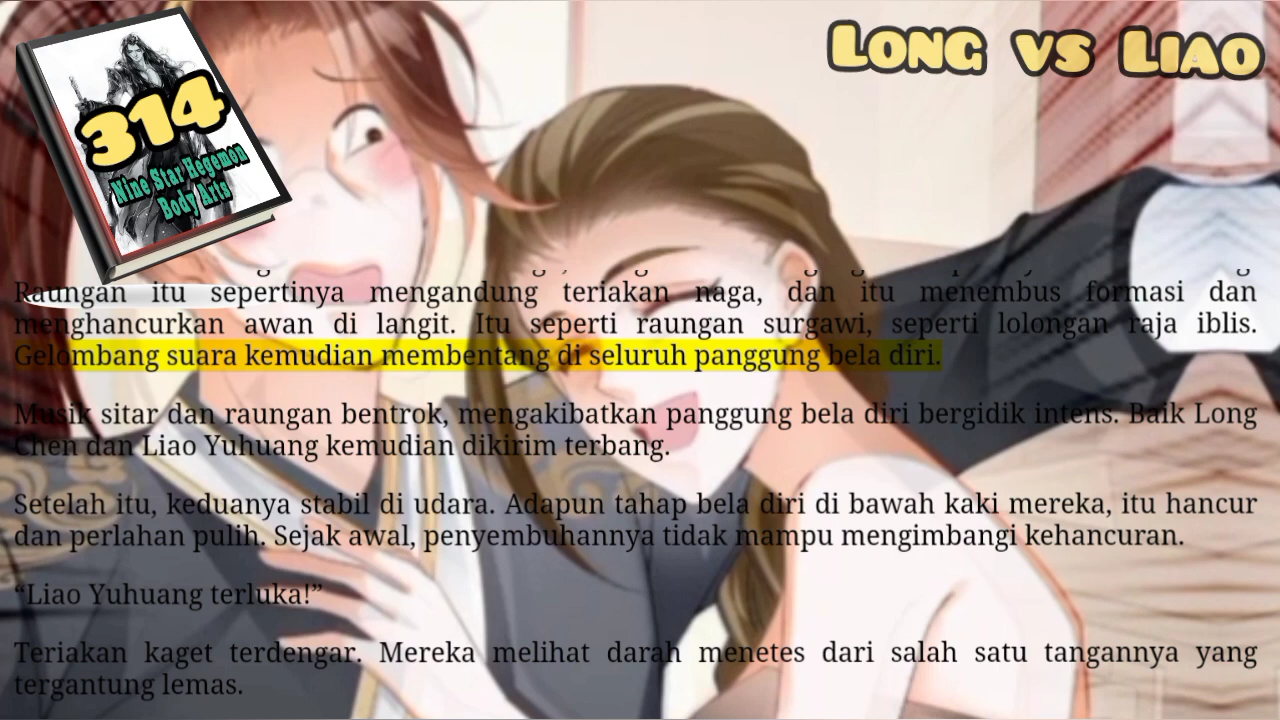 Long vs Liao
314
Nine Star Hegemon
Body Arts
Raungan itu sepertinya mengandung teriakan naga, dan itu menembus formasi dan
menghancurkan awan di langit. Itu seperti raungan surgawi, seperti lolongan raja iblis.
Gelombang suara kemudian membentang di seluruh panggung bela diri.
Musik sitar dan raungan bentrok, mengakibatkan panggung bela diri bergidik intens. Baik Long
Chen dan Liao Yuhuang kemudian dikirim terbang.
Setelah itu, keduanya stabil di udara. Adapun tahap bela diri di bawah kaki mereka, itu hancur
dan perlahan pulih. Sejak awal, penyembuhannya tidak mampu mengimbangi kehancuran.
“Liao Yuhuang terluka!”
Teriakan kaget terdengar. Mereka melihat darah menetes dari salah satu tangannya yang
tergantung lemas.